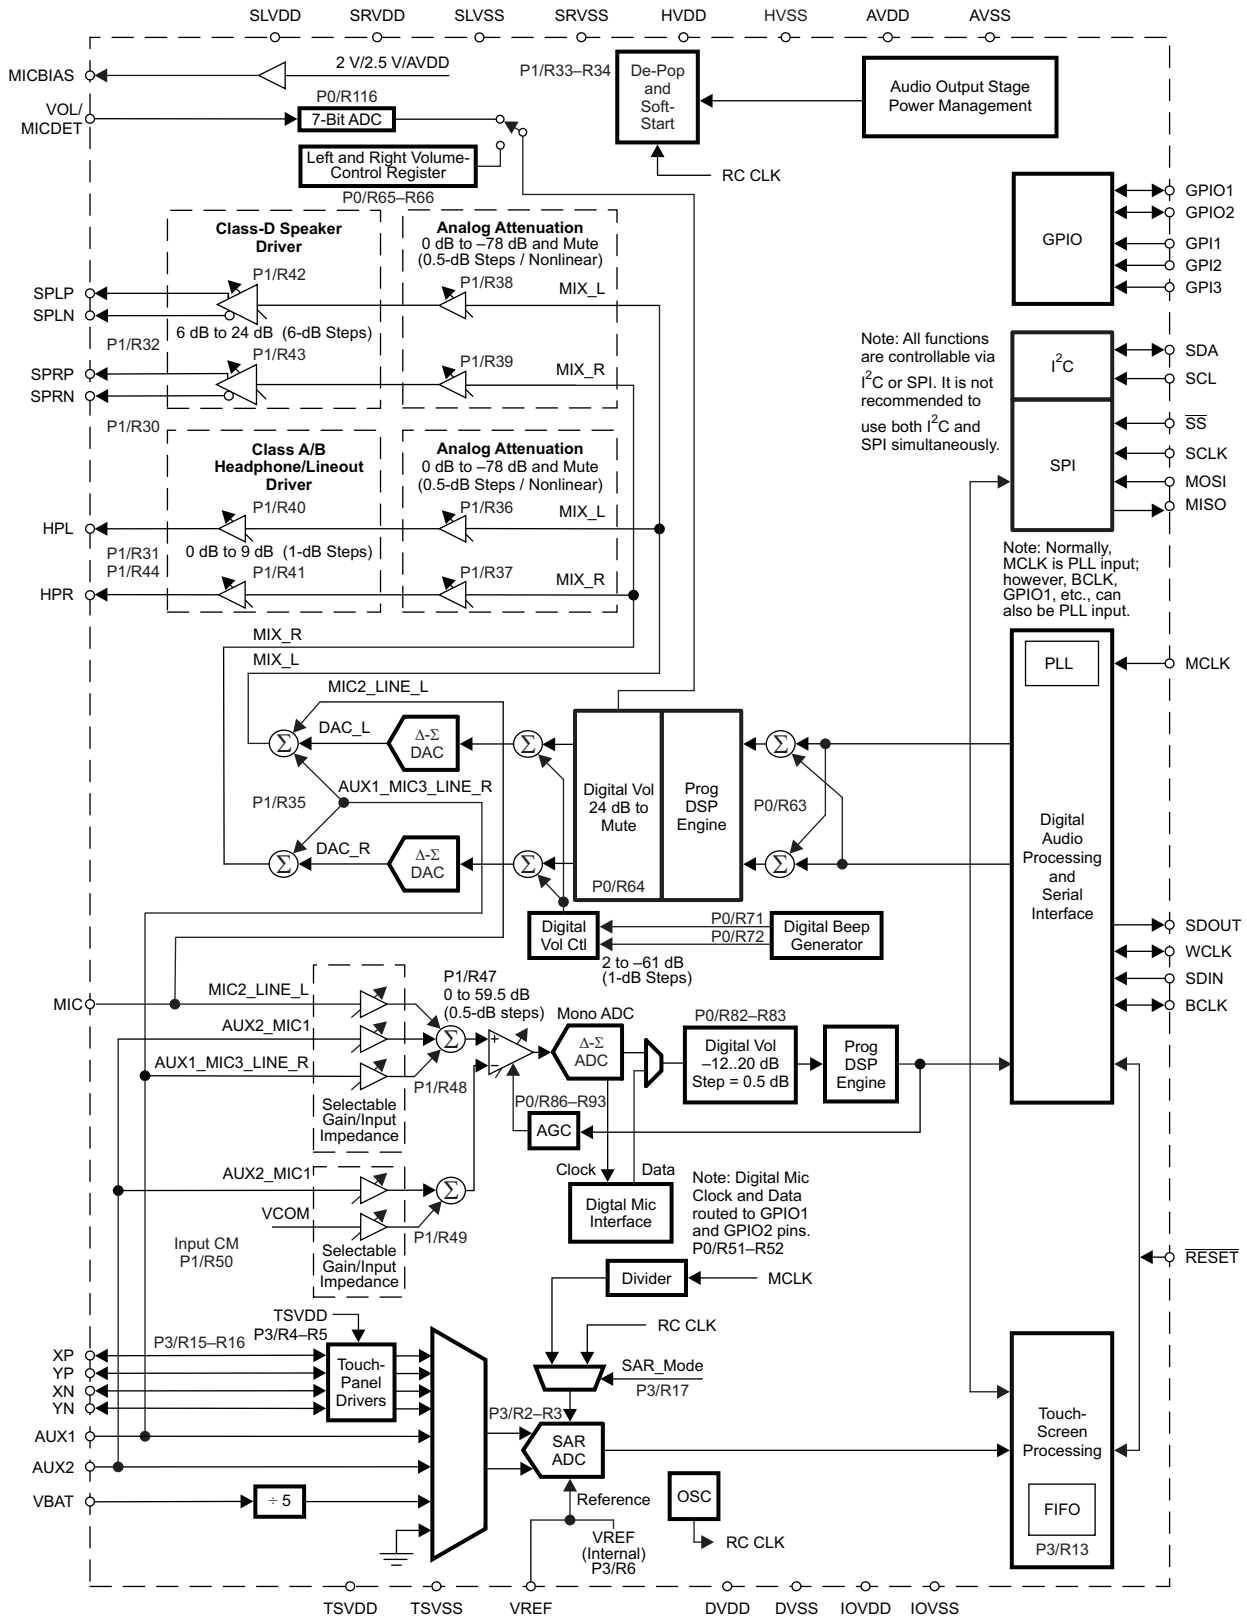 SLVDD SRVDD SLVSS SRVSS HVDD HVSS AVDD AVSS
MICBIAS
2 V/2.5 V/AVDD
P1/R33–R34
De-Pop
and
Soft-
Start
Audio Output Stage
Power Management
VOL/
MICDET
P0/R116
7-Bit ADC
Left and Right Volume-
Control Register
P0/R65–R66
RC CLK
GPIO
GPIO1
GPIO2
GPI1
GPI2
GPI3
Class-D Speaker
Driver
Analog Attenuation
0 dB to –78 dB and Mute
(0.5-dB Steps / Nonlinear)
P1/R42
P1/R38
MIX_L
SPLP
SPLN
6 dB to 24 dB (6-dB Steps)
P1/R32
P1/R43
P1/R39
MIX_R
SPRP
SPRN
P1/R30
Note: All functions
are controllable via
I2C or SPI. It is not
recommended to
use both I2C and
SPI simultaneously.
I2C
SDA
SCL
SPI
SS
SCLK
MOSI
MISO
Class A/B
Headphone/Lineout
Driver
Analog Attenuation
0 dB to –78 dB and Mute
(0.5-dB Steps / Nonlinear)
P1/R40
P1/R36
MIX_L
HPL
P1/R31
P1/R44
0 dB to 9 dB (1-dB Steps)
P1/R41
P1/R37
MIX_R
HPR
Note: Normally,
MCLK is PLL input;
however, BCLK,
GPIO1, etc., can
also be PLL input.
MIX_R
MIX_L
MIC2_LINE_L
PLL
MCLK
Σ
DAC_L
Δ-Σ
DAC
Σ
Σ
AUX1_MIC3_LINE_R
P1/R35
Digital Vol
24 dB to
Mute
Prog
DSP
Engine
P0/R63
Digital
Audio
Processing
and
Serial
Interface
Σ
DAC_R
Δ-Σ
DAC
Σ
P0/R64
Σ
Digital
Vol Ctl
P0/R71
P0/R72
Digital Beep
Generator
2 to –61 dB
(1-dB Steps)
SDOUT
WCLK
SDIN
BCLK
MIC
MIC2_LINE_L
P1/R47
0 to 59.5 dB
(0.5-dB steps)
AUX2_MIC1
Σ
+
–
Mono ADC
Δ-Σ
ADC
P0/R82–R83
Digital Vol
–12..20 dB
Step = 0.5 dB
Prog
DSP
Engine
AUX1_MIC3_LINE_R
P1/R48
Selectable
Gain/Input
Impedance
P0/R86–R93
AGC
Clock
Data
Digtal Mic
Interface
Note: Digital Mic
Clock and Data
routed to GPIO1
and GPIO2 pins.
P0/R51–R52
AUX2_MIC1
Σ
VCOM
P1/R49
Input CM
P1/R50
Selectable
Gain/Input
Impedance
RESET
Divider
MCLK
TSVDD
P3/R4–R5
P3/R15–R16
RC CLK
SAR_Mode
P3/R17
XP
YP
XN
YN
Touch-
Panel
Drivers
P3/R2–R3
SAR
ADC
AUX1
AUX2
VBAT
÷ 5
Reference
VREF
(Internal)
P3/R6
OSC
RC CLK
Touch-
Screen
Processing
FIFO
P3/R13
TSVDD TSVSS VREF DVDD DVSS IOVDD IOVSS